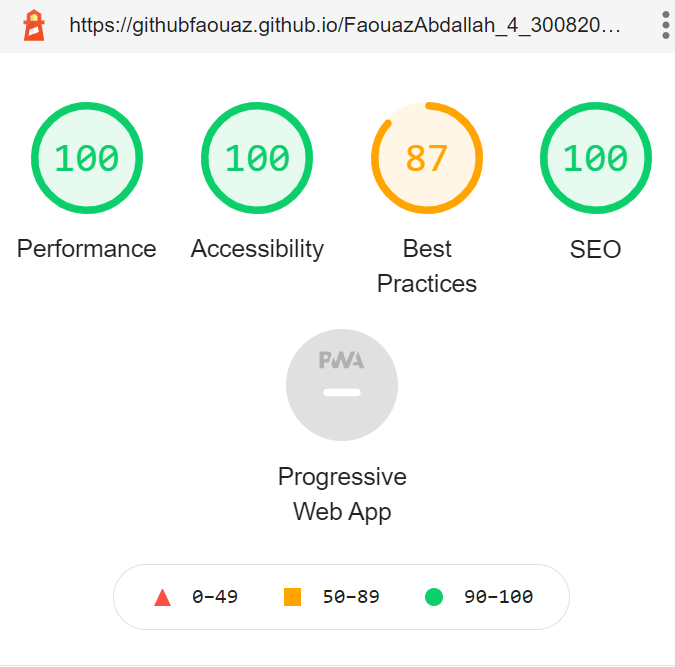 https://githubfaouaz.github.io/FaouazAbdallah_4_300820...
100 100 87 100
Performance Accessibility Best Practices SEO
PWA
Progressive
Web App
0–49 50–89 90–100